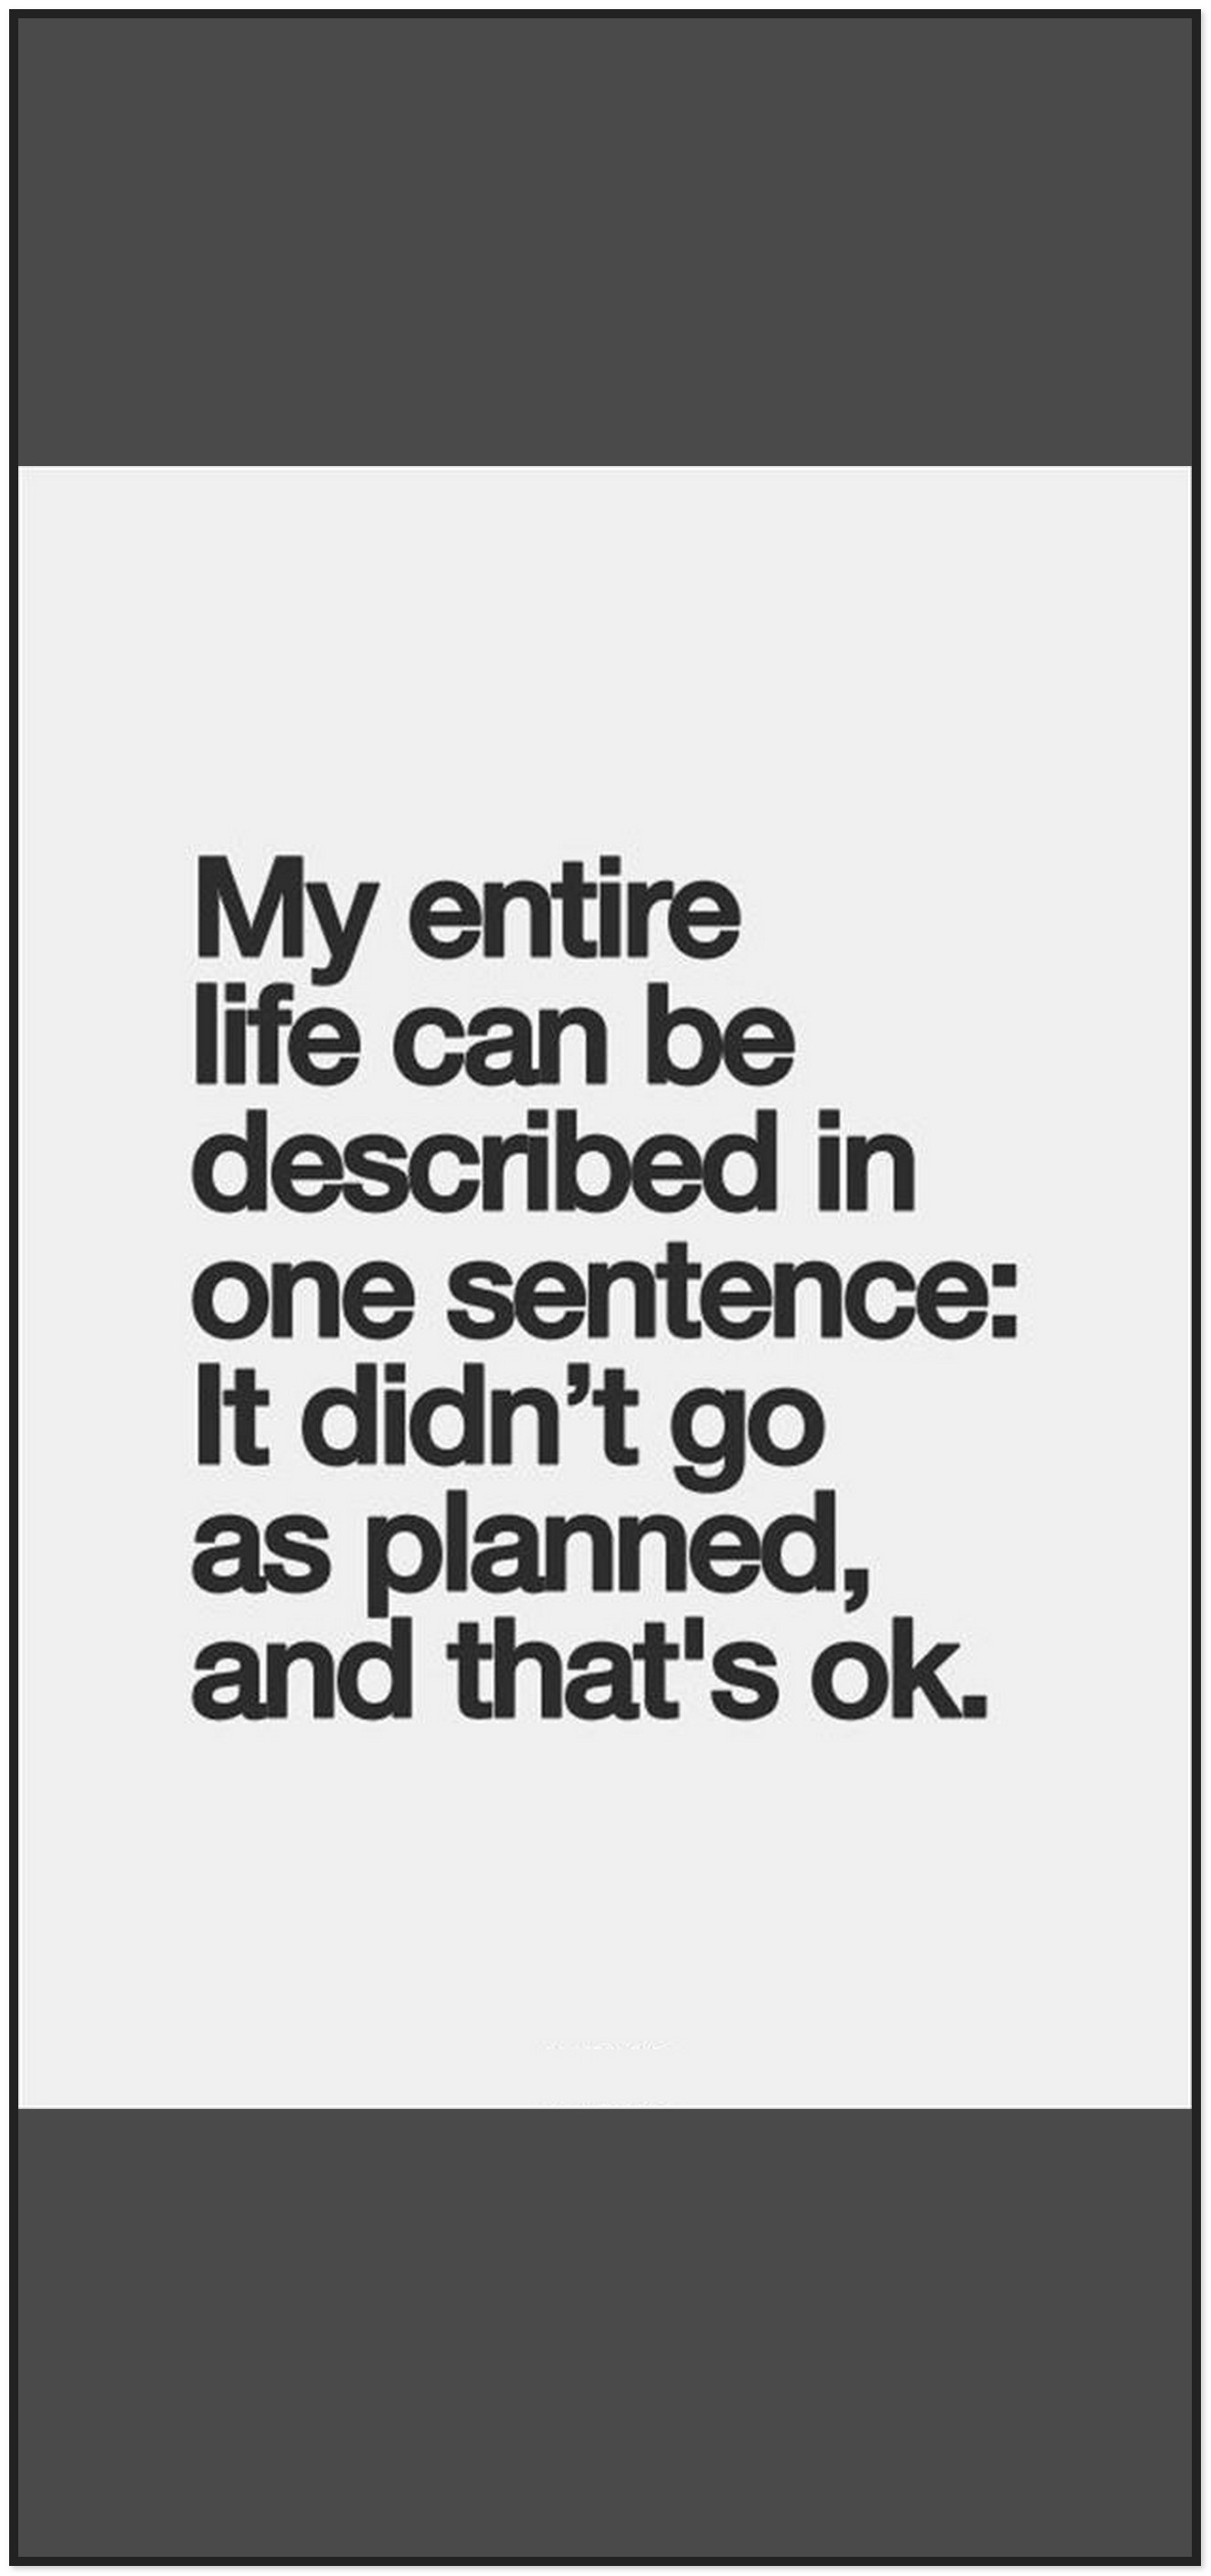 My entire
life can be
described in
one sentence:
It didn’t go
as planned,
and that's ok.